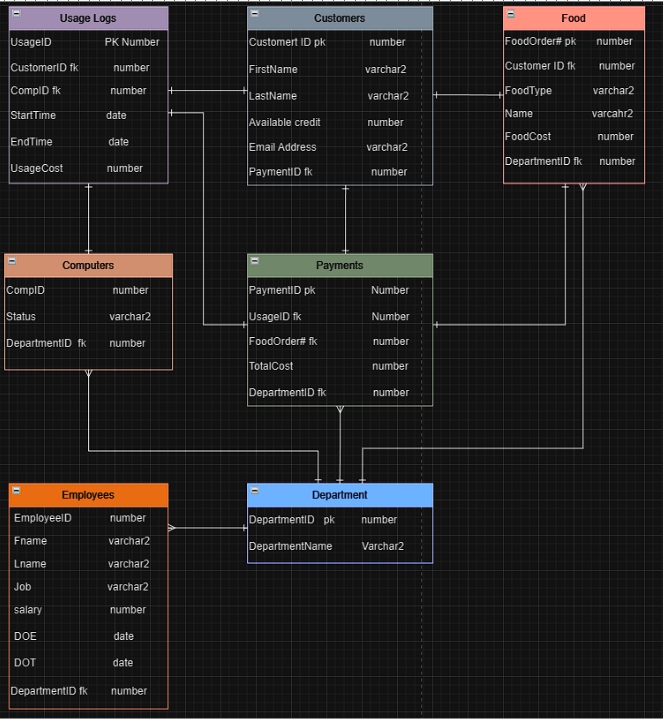 Usage Logs
UsageID PK Number
CustomerID fk number
CompID fk number
StartTime date
EndTime date
UsageCost number
Customers
Customert ID pk number
FirstName varchar2
LastName varchar2
Available credit number
Email Address varchar2
PaymentID fk number
Food
FoodOrder# pk number
Customer ID fk number
FoodType varchar2
Name varcahr2
FoodCost number
DepartmentID fk number
Computers
CompID number
Status varchar2
DepartmentID fk number
Payments
PaymentID pk Number
UsageID fk Number
FoodOrder# fk number
TotalCost number
DepartmentID fk number
Employees
EmployeeID number
Fname varchar2
Lname varchar2
Job varchar2
salary number
DOE date
DOT date
DepartmentID fk number
Department
DepartmentID pk number
DepartmentName Varchar2